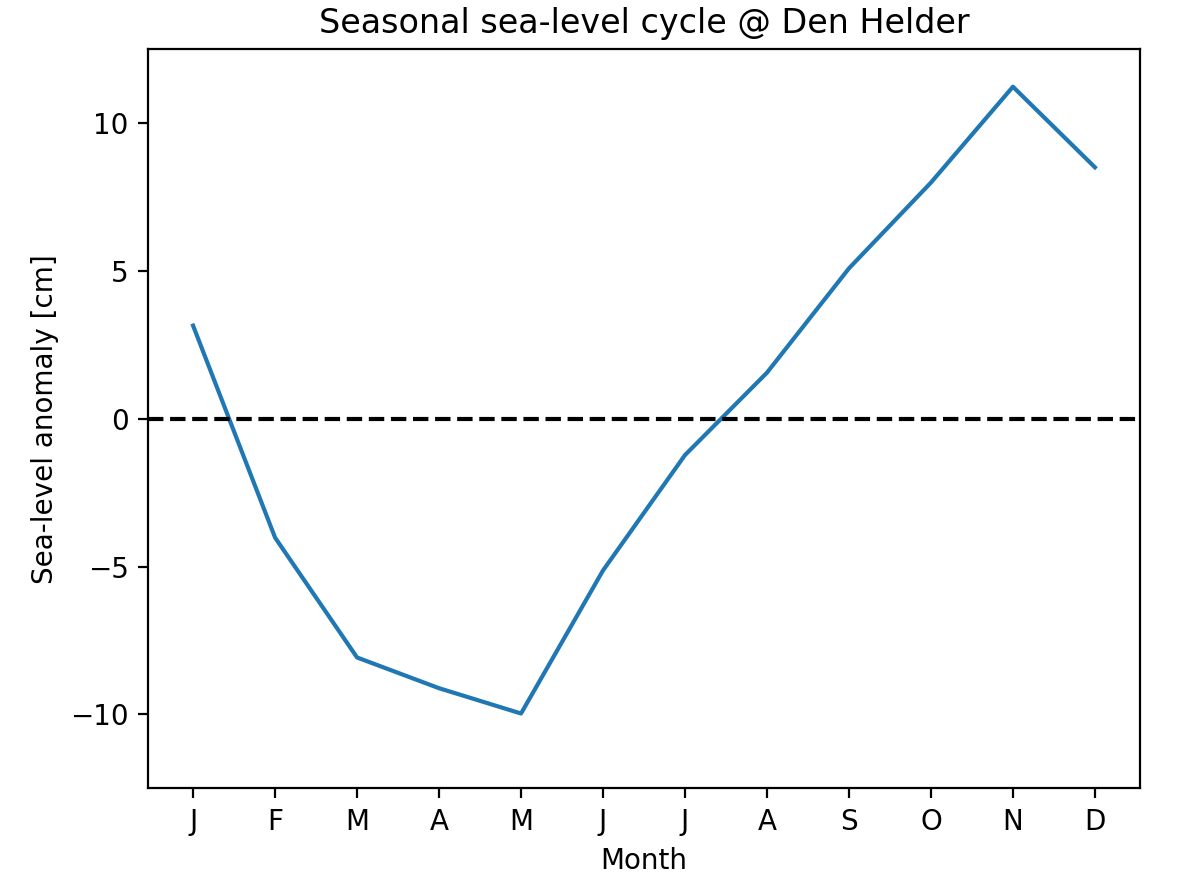 Seasonal sea-level cycle @ Den Helder
Sea-level anomaly [cm]
10
5
0
−5
−10
J F M A M J J A S O N D
Month